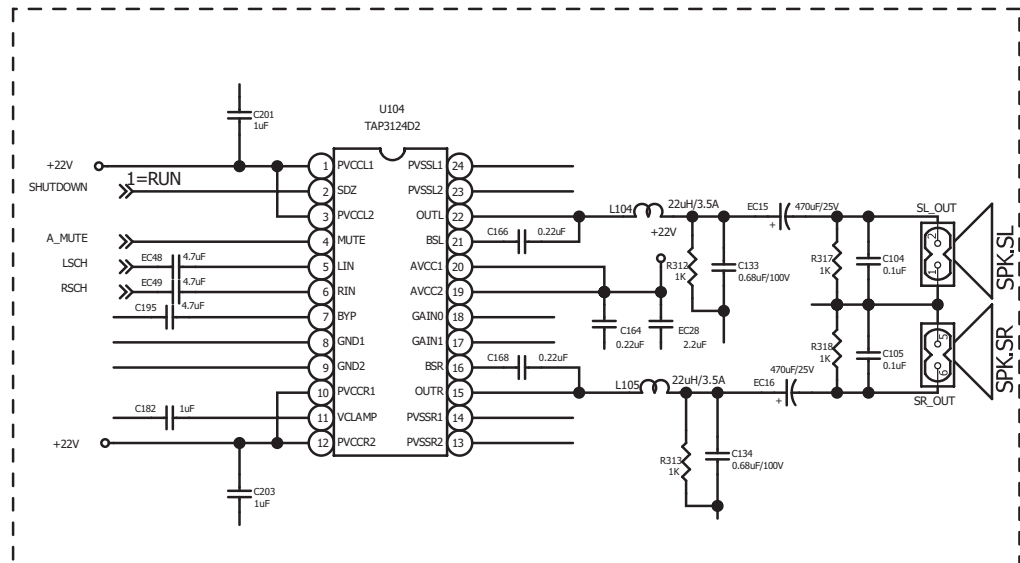 C201
1uF
U104
TAP3124D2
+22V
SHUTDOWN
1=RUN
A_MUTE
LSCH
EC48
4.7uF
RSCH
EC49
4.7uF
C195
4.7uF
C182
1uF
+22V
C203
1uF
1 PVCCL1 PVSSL1 24
2 SDZ PVSSL2 23
3 PVCCL2 OUTL 22
4 MUTE BSL 21
5 LIN AVCC1 20
6 RIN AVCC2 19
7 BYP GAIN0 18
8 GND1 GAIN1 17
9 GND2 BSR 16
10 PVCCR1 OUTR 15
11 VCLAMP PVSSR1 14
12 PVCCR2 PVSSR2 13
C166
0.22uF
L104
22uH/3.5A
+22V
R312
1K
C133
0.68uF/100V
EC15
470uF/25V
+
C164
0.22uF
EC28
2.2uF
C168
0.22uF
L105
22uH/3.5A
R313
1K
C134
0.68uF/100V
EC16
470uF/25V
+
R317
1K
C104
0.1uF
R318
1K
C105
0.1uF
SL_OUT
2
1
SPK.SL
5
6
SR_OUT
SPK.SR